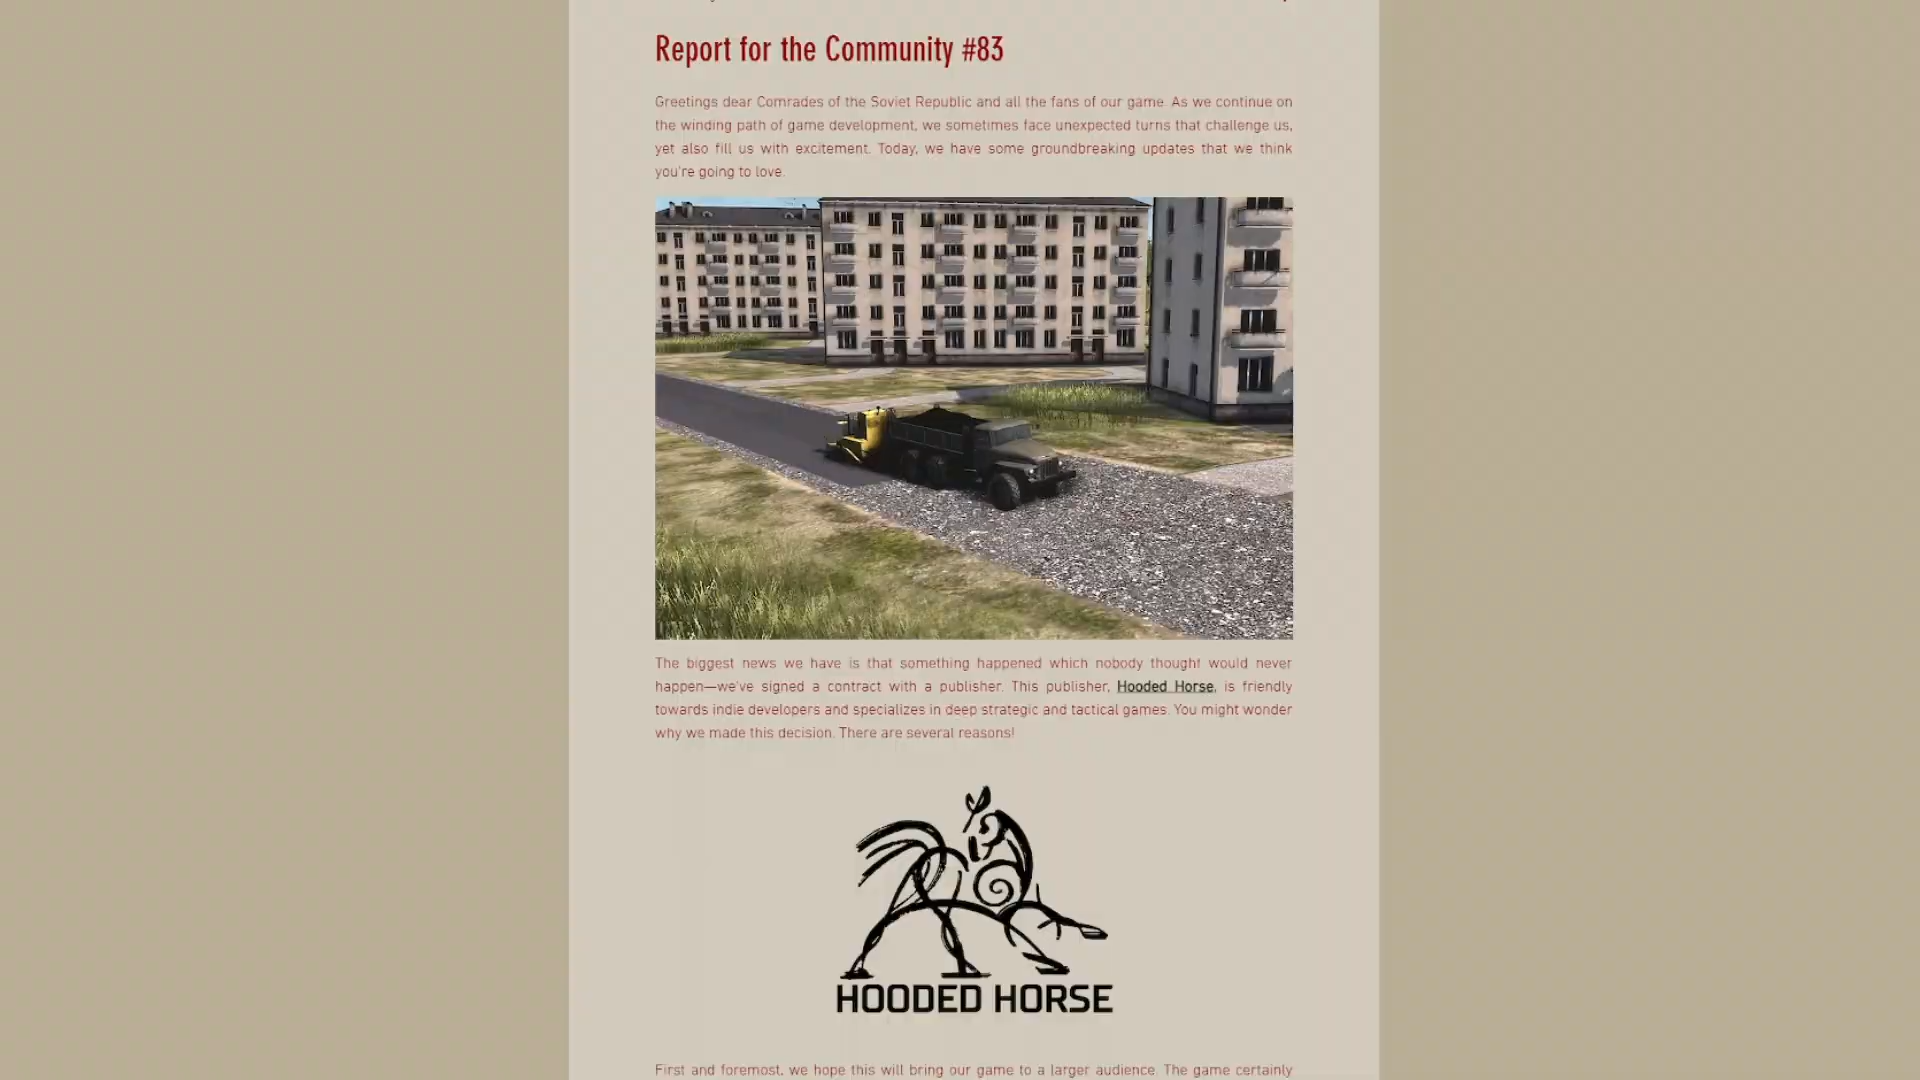 Report for the Community #83
Greetings dear Comrades of the Soviet Republic and all the fans of our game. As we continue on
the winding path of game development, we sometimes face unexpected turns that challenge us,
yet also fill us with excitement. Today, we have some groundbreaking updates that we think
you're going to love.
The biggest news we have is that something happened which nobody thought would never
happen—we've signed a contract with a publisher. This publisher, Hooded Horse, is friendly
towards indie developers and specializes in deep strategic and tactical games. You might wonder
why we made this decision. There are several reasons!
HOODED HORSE
First and foremost, we hope this will bring our game to a larger audience. The game certainly